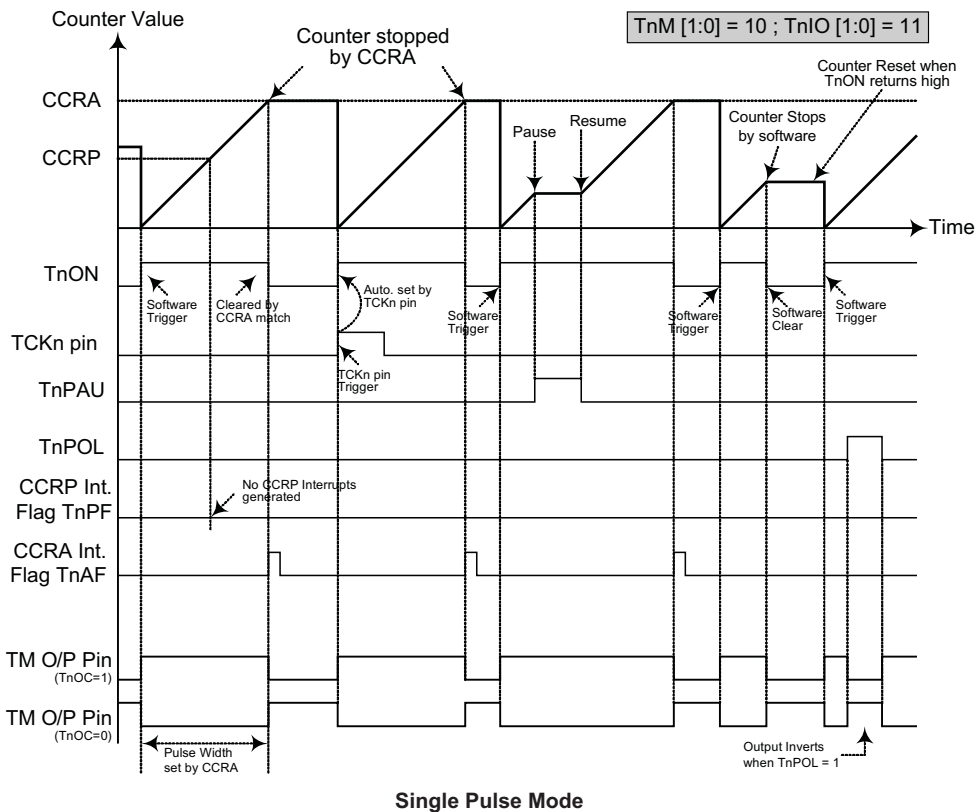 Counter Value
TnM [1:0] = 10 ; TnIO [1:0] = 11
Counter stopped
by CCRA
Counter Reset when
TnON returns high
CCRA
Pause
Resume
Counter Stops
by software
CCRP
Time
TnON
Software
Trigger
Cleared by
CCRA match
Auto. set by
TCKn pin
Software
Trigger
Software
Trigger
Software
Clear
Software
Trigger
TCKn pin
TCKn pin
Trigger
TnPAU
TnPOL
No CCRP Interrupts
generated
CCRP Int.
Flag TnPF
CCRA Int.
Flag TnAF
TM O/P Pin
(TnOC=1)
TM O/P Pin
(TnOC=0)
Pulse Width
set by CCRA
Output Inverts
when TnPOL = 1
Single Pulse Mode